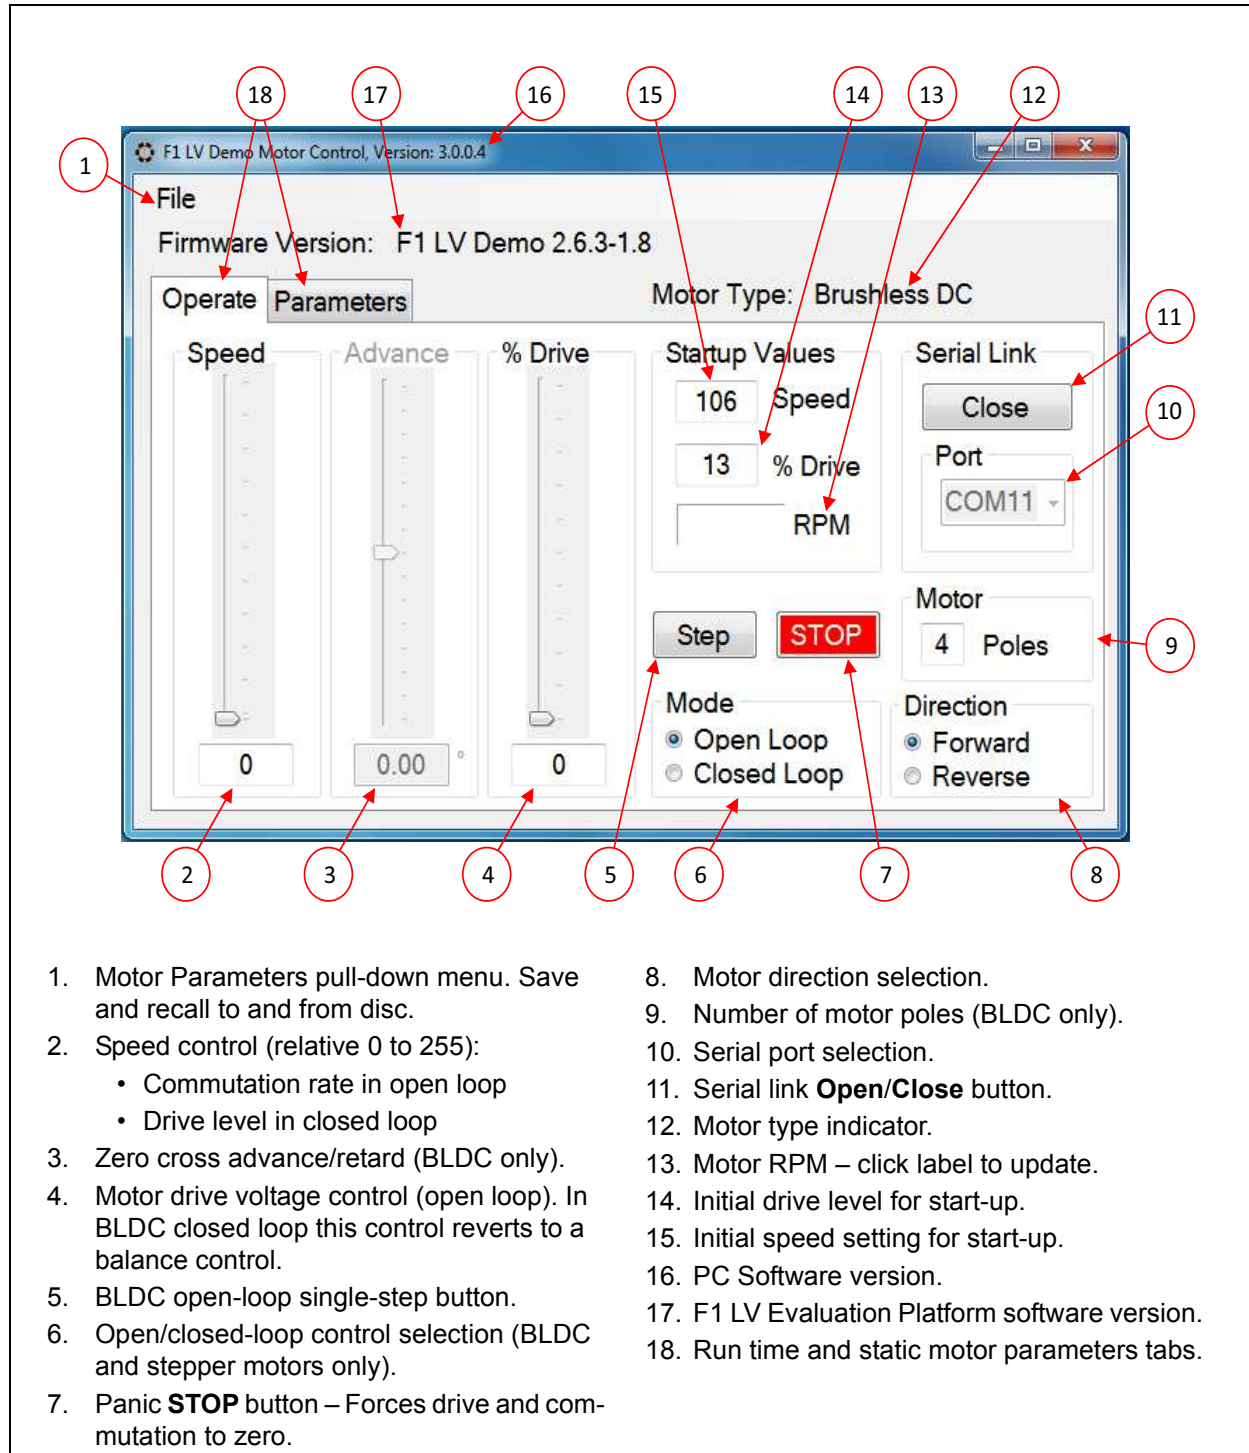 18
17
16
15
14
13
12
1
F1 LV Demo Motor Control, Version: 3.0.0.4
File
Firmware Version: F1 LV Demo 2.6.3-1.8
Operate
Parameters
Motor Type: Brushless DC
11
Speed
Advance
% Drive
Startup Values
Serial Link
106 Speed
Close
10
13 % Drive
Port
COM11
RPM
Motor
Step
STOP
4 Poles
9
Mode
Direction
Open Loop
Forward
Closed Loop
Reverse
0
0.00 °
0
2
3
4
5
6
7
8
1. Motor Parameters pull-down menu. Save
and recall to and from disc.
2. Speed control (relative 0 to 255):
• Commutation rate in open loop
• Drive level in closed loop
3. Zero cross advance/retard (BLDC only).
4. Motor drive voltage control (open loop). In
BLDC closed loop this control reverts to a
balance control.
5. BLDC open-loop single-step button.
6. Open/closed-loop control selection (BLDC
and stepper motors only).
7. Panic STOP button – Forces drive and com-
mutation to zero.
8. Motor direction selection.
9. Number of motor poles (BLDC only).
10. Serial port selection.
11. Serial link Open/Close button.
12. Motor type indicator.
13. Motor RPM – click label to update.
14. Initial drive level for start-up.
15. Initial speed setting for start-up.
16. PC Software version.
17. F1 LV Evaluation Platform software version.
18. Run time and static motor parameters tabs.